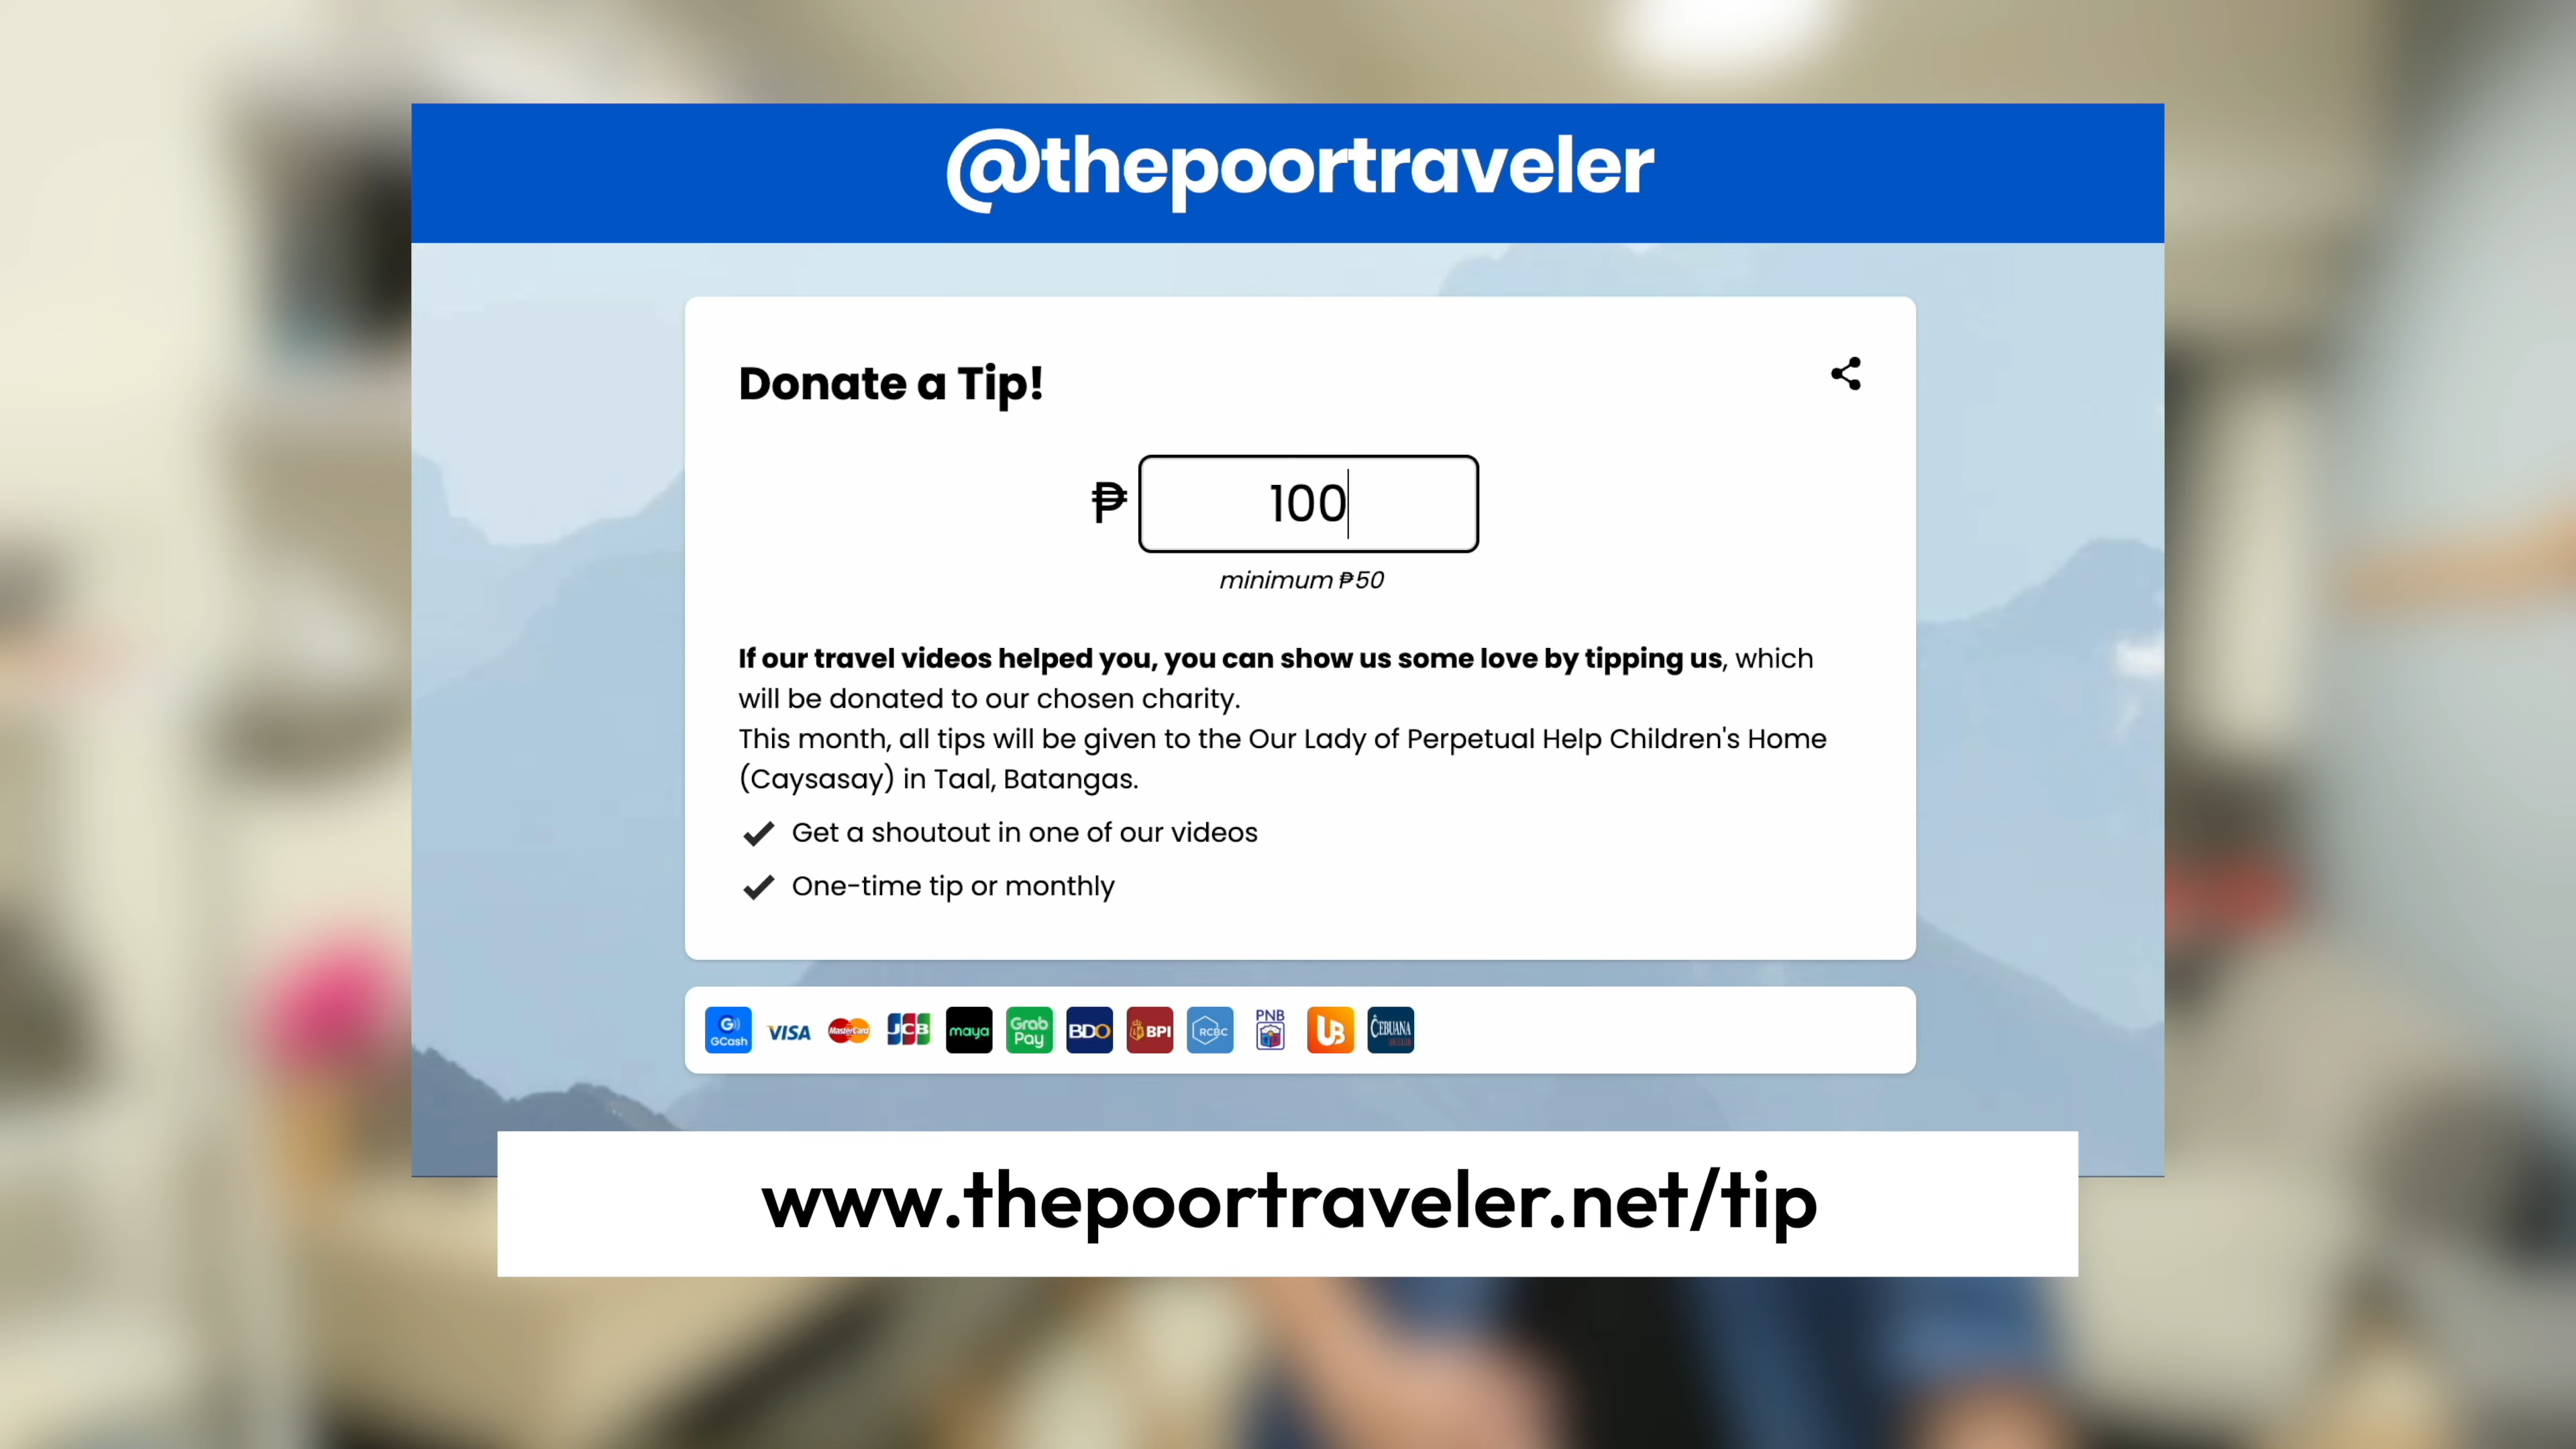 @thepoortraveler
Donate a Tip!
₱ 100
minimum ₱50
If our travel videos helped you, you can show us some love by tipping us, which
will be donated to our chosen charity.
This month, all tips will be given to the Our Lady of Perpetual Help Children's Home
(Caysasay) in Taal, Batangas.
Get a shoutout in one of our videos
One-time tip or monthly
G GCash VISA MasterCard JCB maya Grab Pay BDO BPI RCBC PNB UB CEBUANA
www.thepoortraveler.net/tip